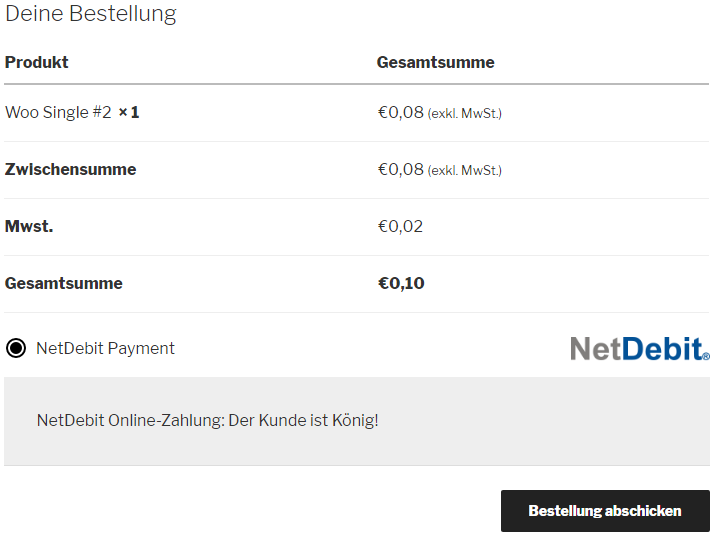 Deine Bestellung
Produkt Gesamtsumme
Woo Single #2 × 1 €0,08 (exkl. MwSt.)
Zwischensumme €0,08 (exkl. MwSt.)
Mwst. €0,02
Gesamtsumme €0,10
NetDebit Payment NetDebit®
NetDebit Online-Zahlung: Der Kunde ist König!
Bestellung abschicken